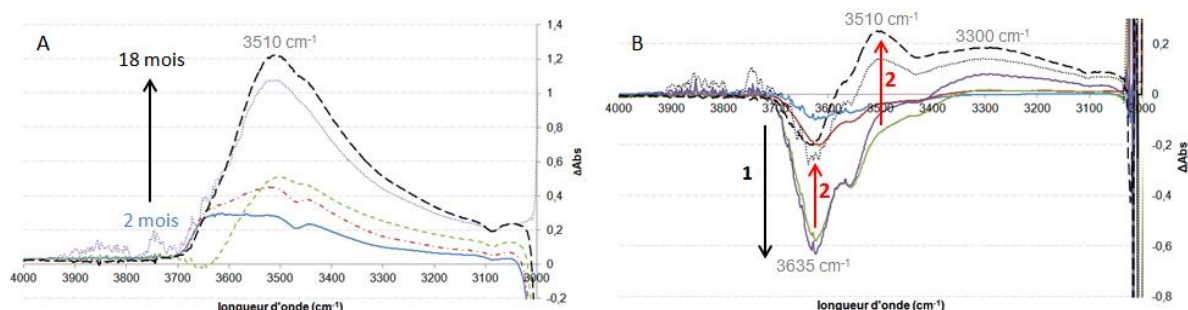 A
3510 cm⁻¹
18 mois
2 mois
1,4
1,2
1
0,8
0,6
0,4
0,2
0
-0,2
ΔAbs
4000 3900 3800 3700 3600 3500 3400 3300 3200 3100 3000
longueur d'onde (cm⁻¹)
B
3510 cm⁻¹
3300 cm⁻¹
0,2
0
-0,2
-0,4
-0,6
-0,8
ΔAbs
4000 3900 3800 3700 3600 3500 3400 3300 3200 3100 3000
1
2
2
3635 cm⁻¹
longueur d'onde (cm⁻¹)